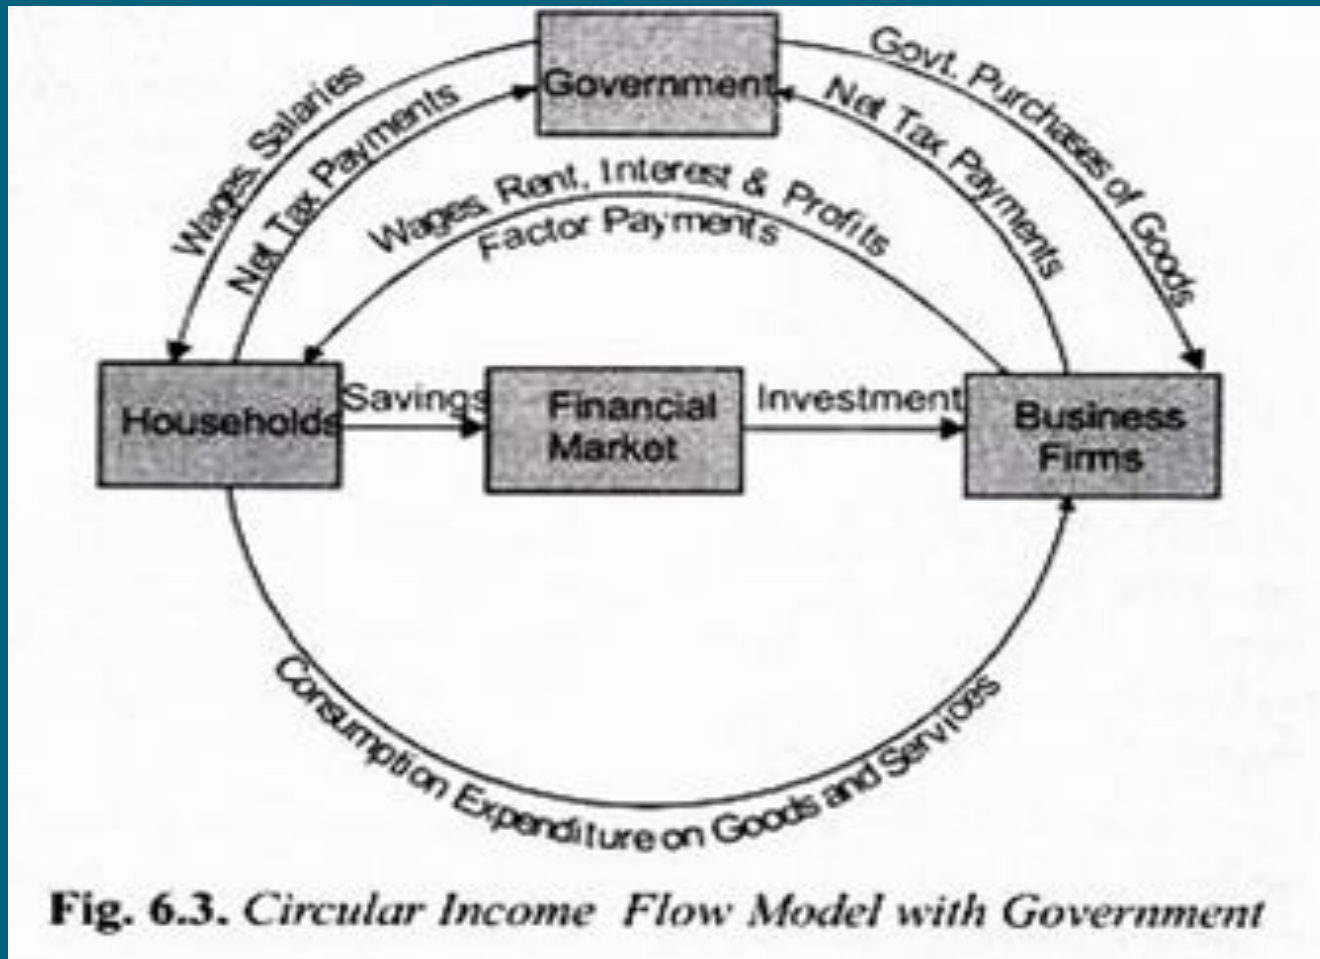 Government
Wages, Salaries
Net Tax Payments
Govt. Purchases of Goods
Net Tax Payments
Wages, Rent, Interest & Profits
Factor Payments
Households
Savings
Financial
Market
Investment
Business
Firms
Consumption Expenditure on Goods and Services
Fig. 6.3. Circular Income Flow Model with Government